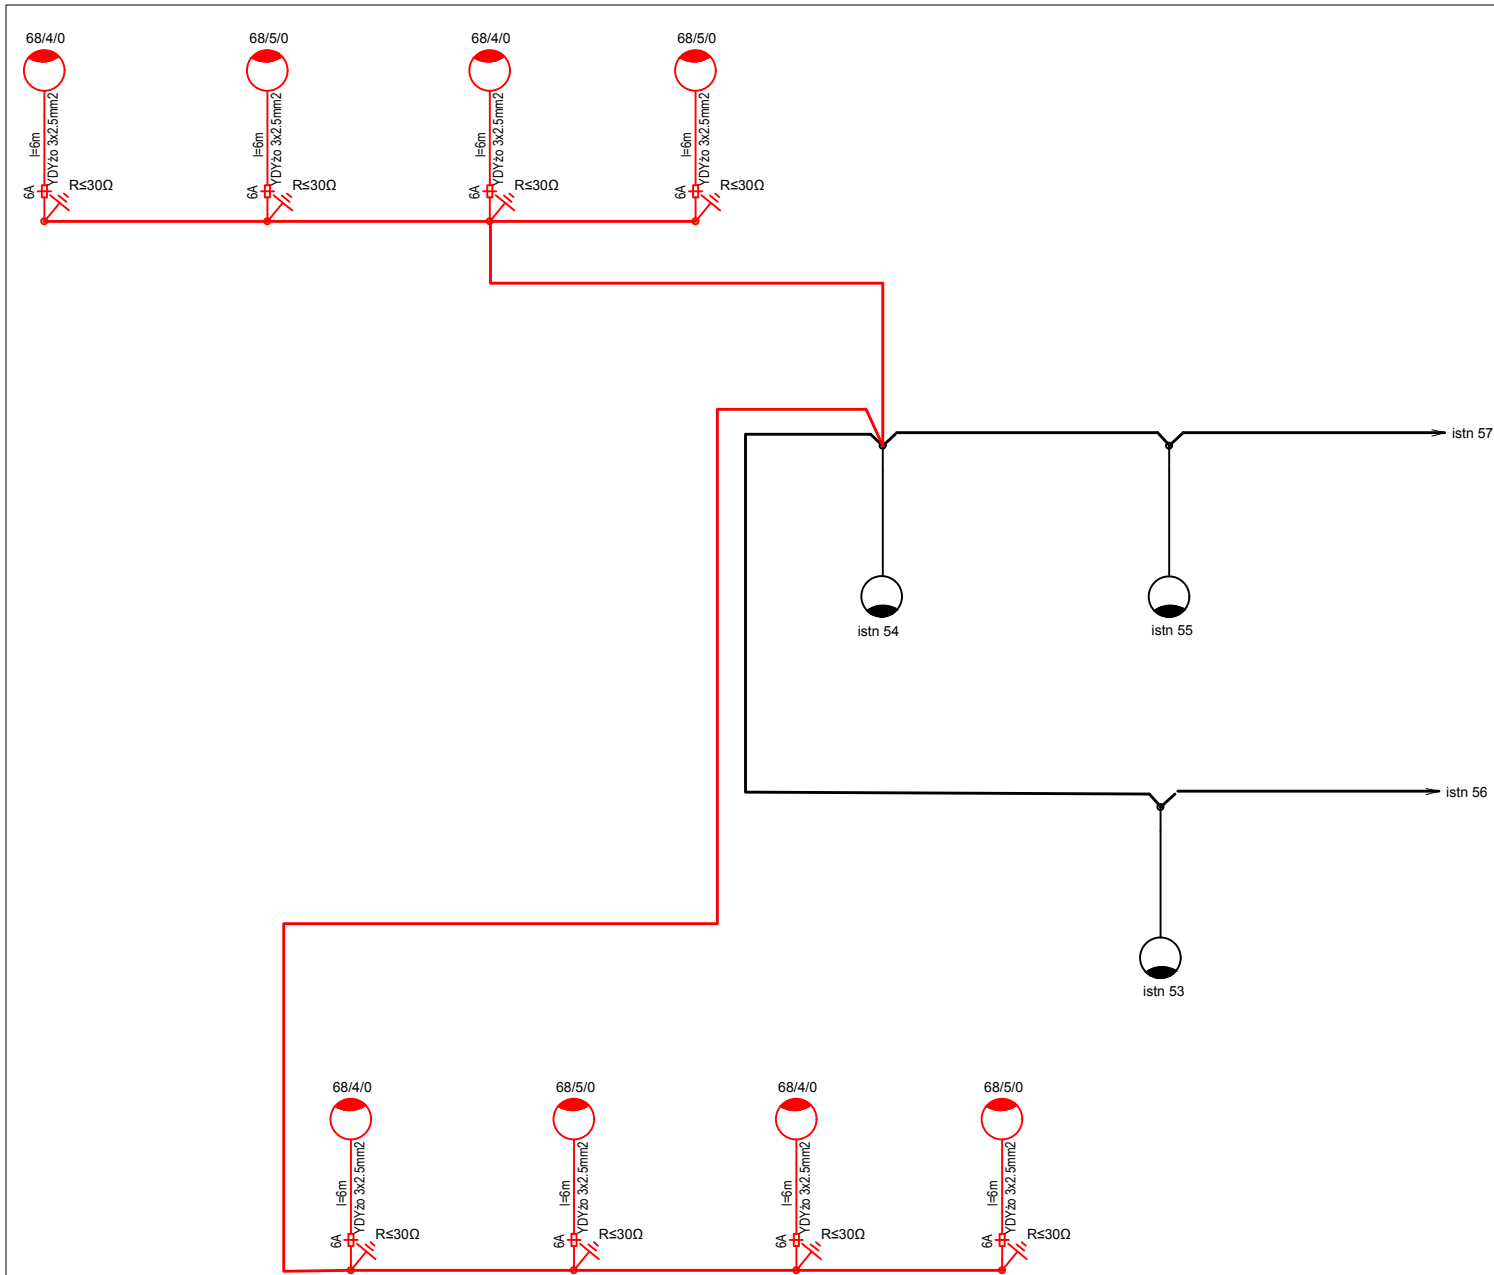 68/4/0 68/5/0 68/4/0 68/5/0
l=6m YDYżo 3x2.5mm2 l=6m YDYżo 3x2.5mm2 l=6m YDYżo 3x2.5mm2 l=6m YDYżo 3x2.5mm2
6A R≤30Ω 6A R≤30Ω 6A R≤30Ω 6A R≤30Ω
istn 57
istn 54 istn 55
istn 56
istn 53
68/4/0 68/5/0 68/4/0 68/5/0
l=6m YDYżo 3x2.5mm2 l=6m YDYżo 3x2.5mm2 l=6m YDYżo 3x2.5mm2 l=6m YDYżo 3x2.5mm2
6A R≤30Ω 6A R≤30Ω 6A R≤30Ω 6A R≤30Ω